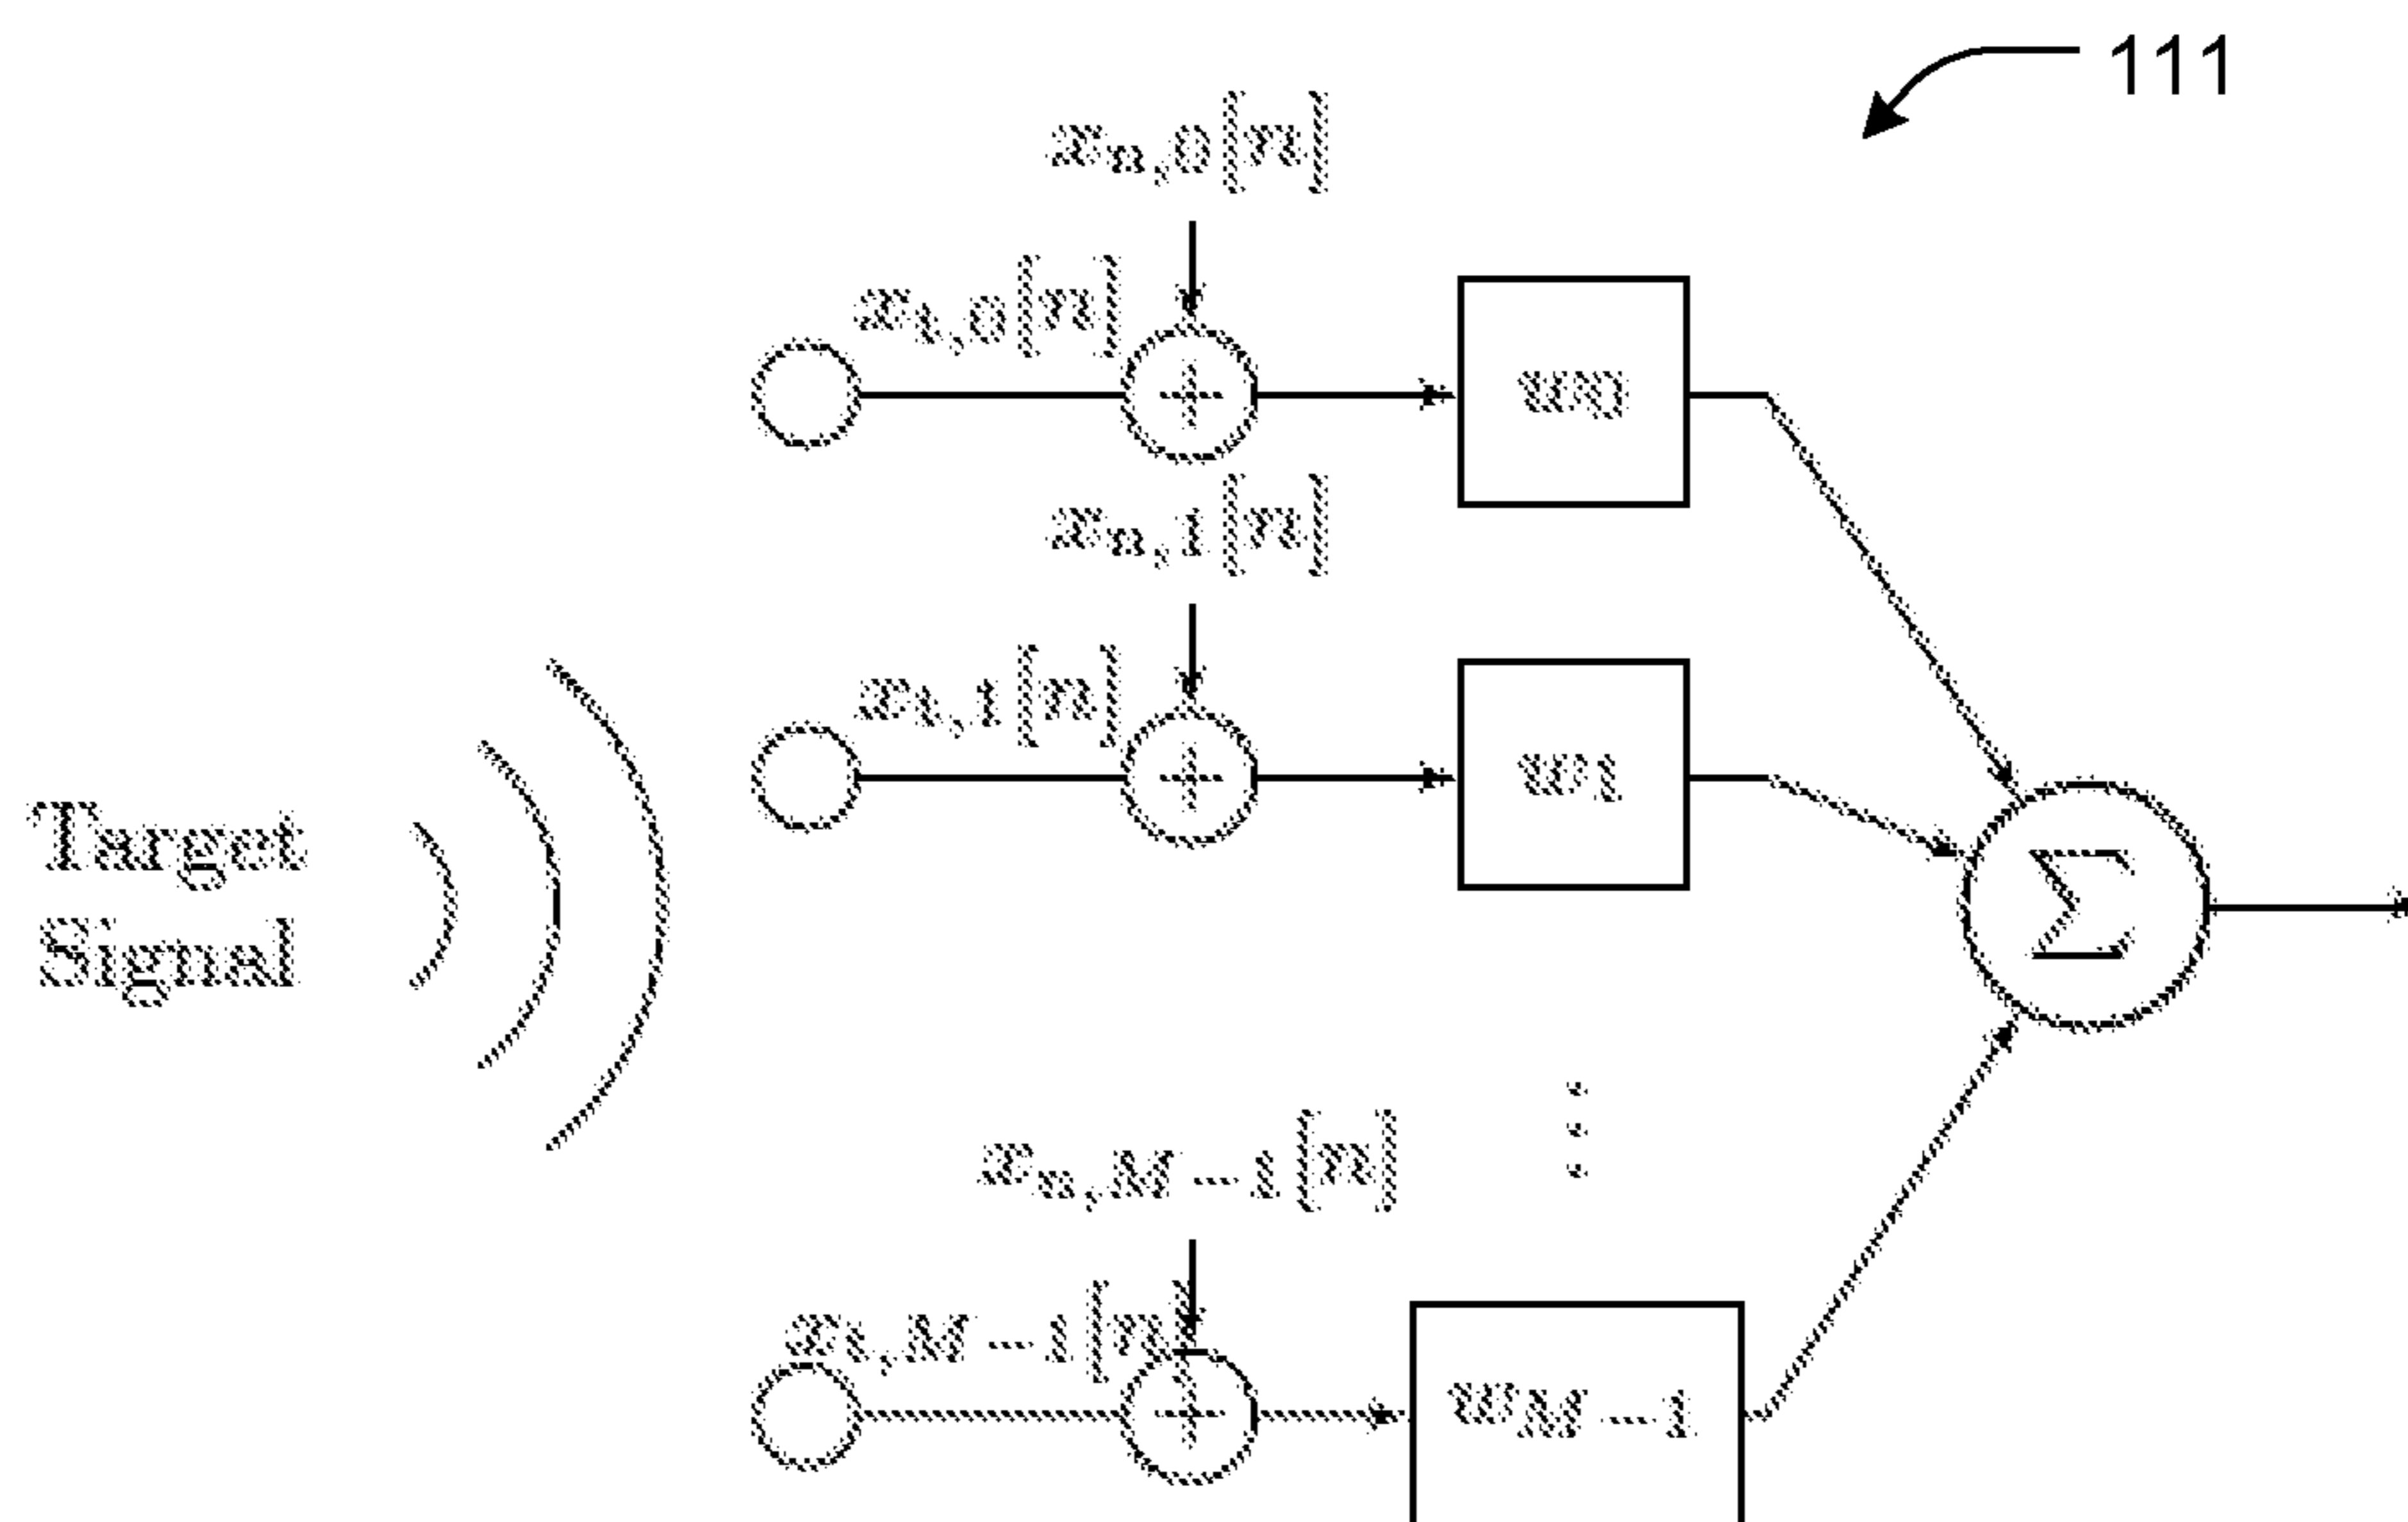 111
x_{n,0}[n]
x_{t,0}[n]
w_0
x_{n,1}[n]
x_{t,1}[n]
w_1
Target
Signal
Σ
x_{n,M−1}[n]
x_{t,M−1}[n]
w_{M−1}